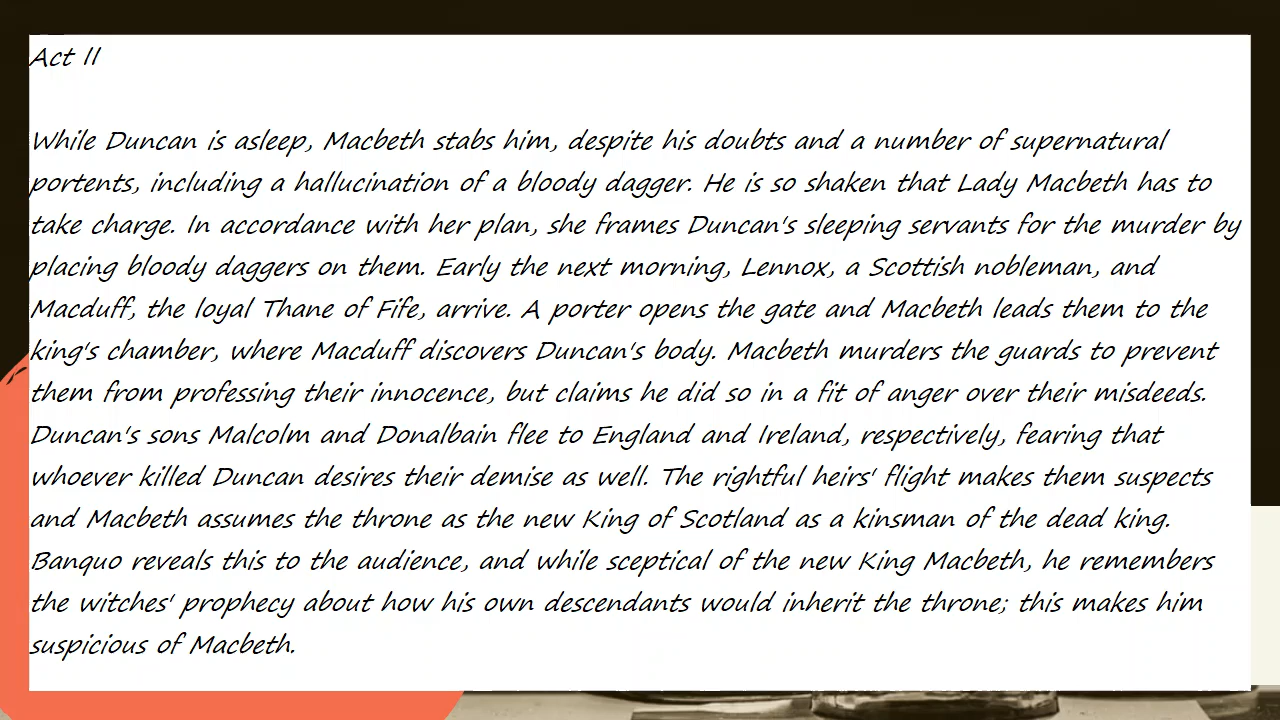 Act II
While Duncan is asleep, Macbeth stabs him, despite his doubts and a number of supernatural
portents, including a hallucination of a bloody dagger. He is so shaken that Lady Macbeth has to
take charge. In accordance with her plan, she frames Duncan's sleeping servants for the murder by
placing bloody daggers on them. Early the next morning, Lennox, a Scottish nobleman, and
Macduff, the loyal Thane of Fife, arrive. A porter opens the gate and Macbeth leads them to the
king's chamber, where Macduff discovers Duncan's body. Macbeth murders the guards to prevent
them from professing their innocence, but claims he did so in a fit of anger over their misdeeds.
Duncan's sons Malcolm and Donalbain flee to England and Ireland, respectively, fearing that
whoever killed Duncan desires their demise as well. The rightful heirs' flight makes them suspects
and Macbeth assumes the throne as the new King of Scotland as a kinsman of the dead king.
Banquo reveals this to the audience, and while sceptical of the new King Macbeth, he remembers
the witches' prophecy about how his own descendants would inherit the throne; this makes him
suspicious of Macbeth.